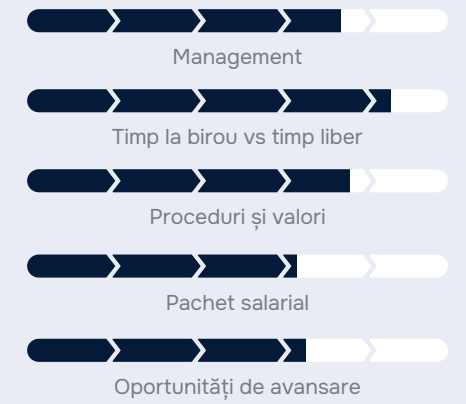 Management
Timp la birou vs timp liber
Proceduri și valori
Pachet salarial
Oportunități de avansare